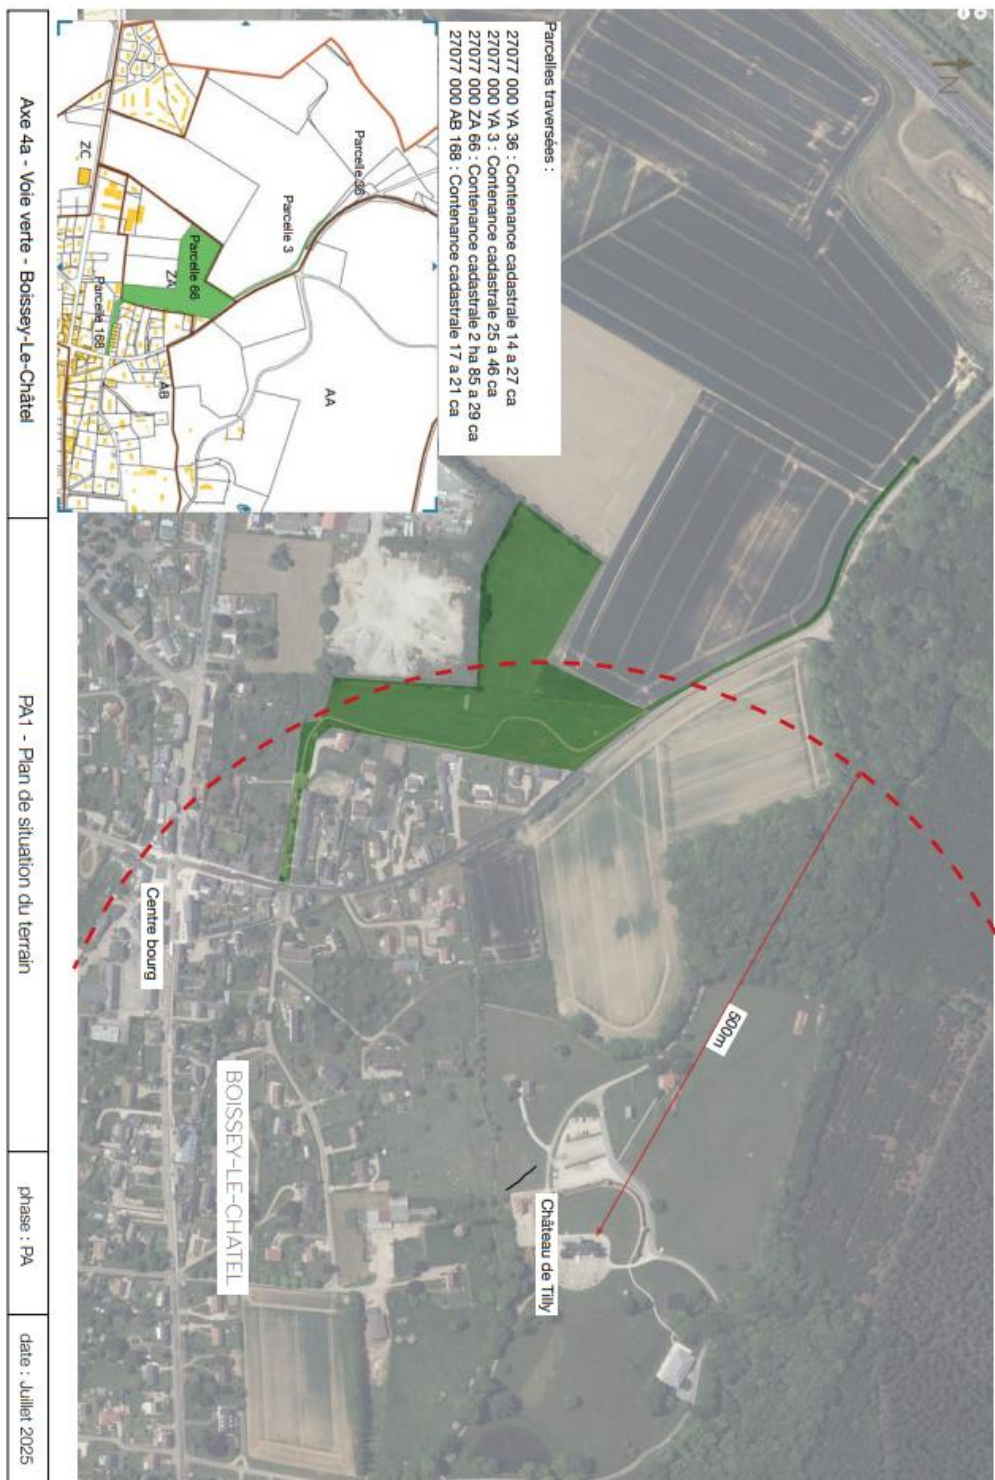 Parcelles traversées :
27077 000 YA 36 : Contenance cadastrale 14 a 27 ca
27077 000 YA 3 : Contenance cadastrale 25 a 46 ca
27077 000 ZA 66 : Contenance cadastrale 2 ha 85 a 29 ca
27077 000 AB 168 : Contenance cadastrale 17 a 21 ca
N
Parcelle 36
Parcelle 3
AA
Parcelle 66
ZA
ZC
Parcelle 168
AB
500m
Château de Tilly
Centre bourg
BOISSEY-LE-CHATEL
Axe 4a - Voie verte - Boissey-Le-Châtel
PA1 - Plan de situation du terrain
phase : PA
date : Juillet 2025